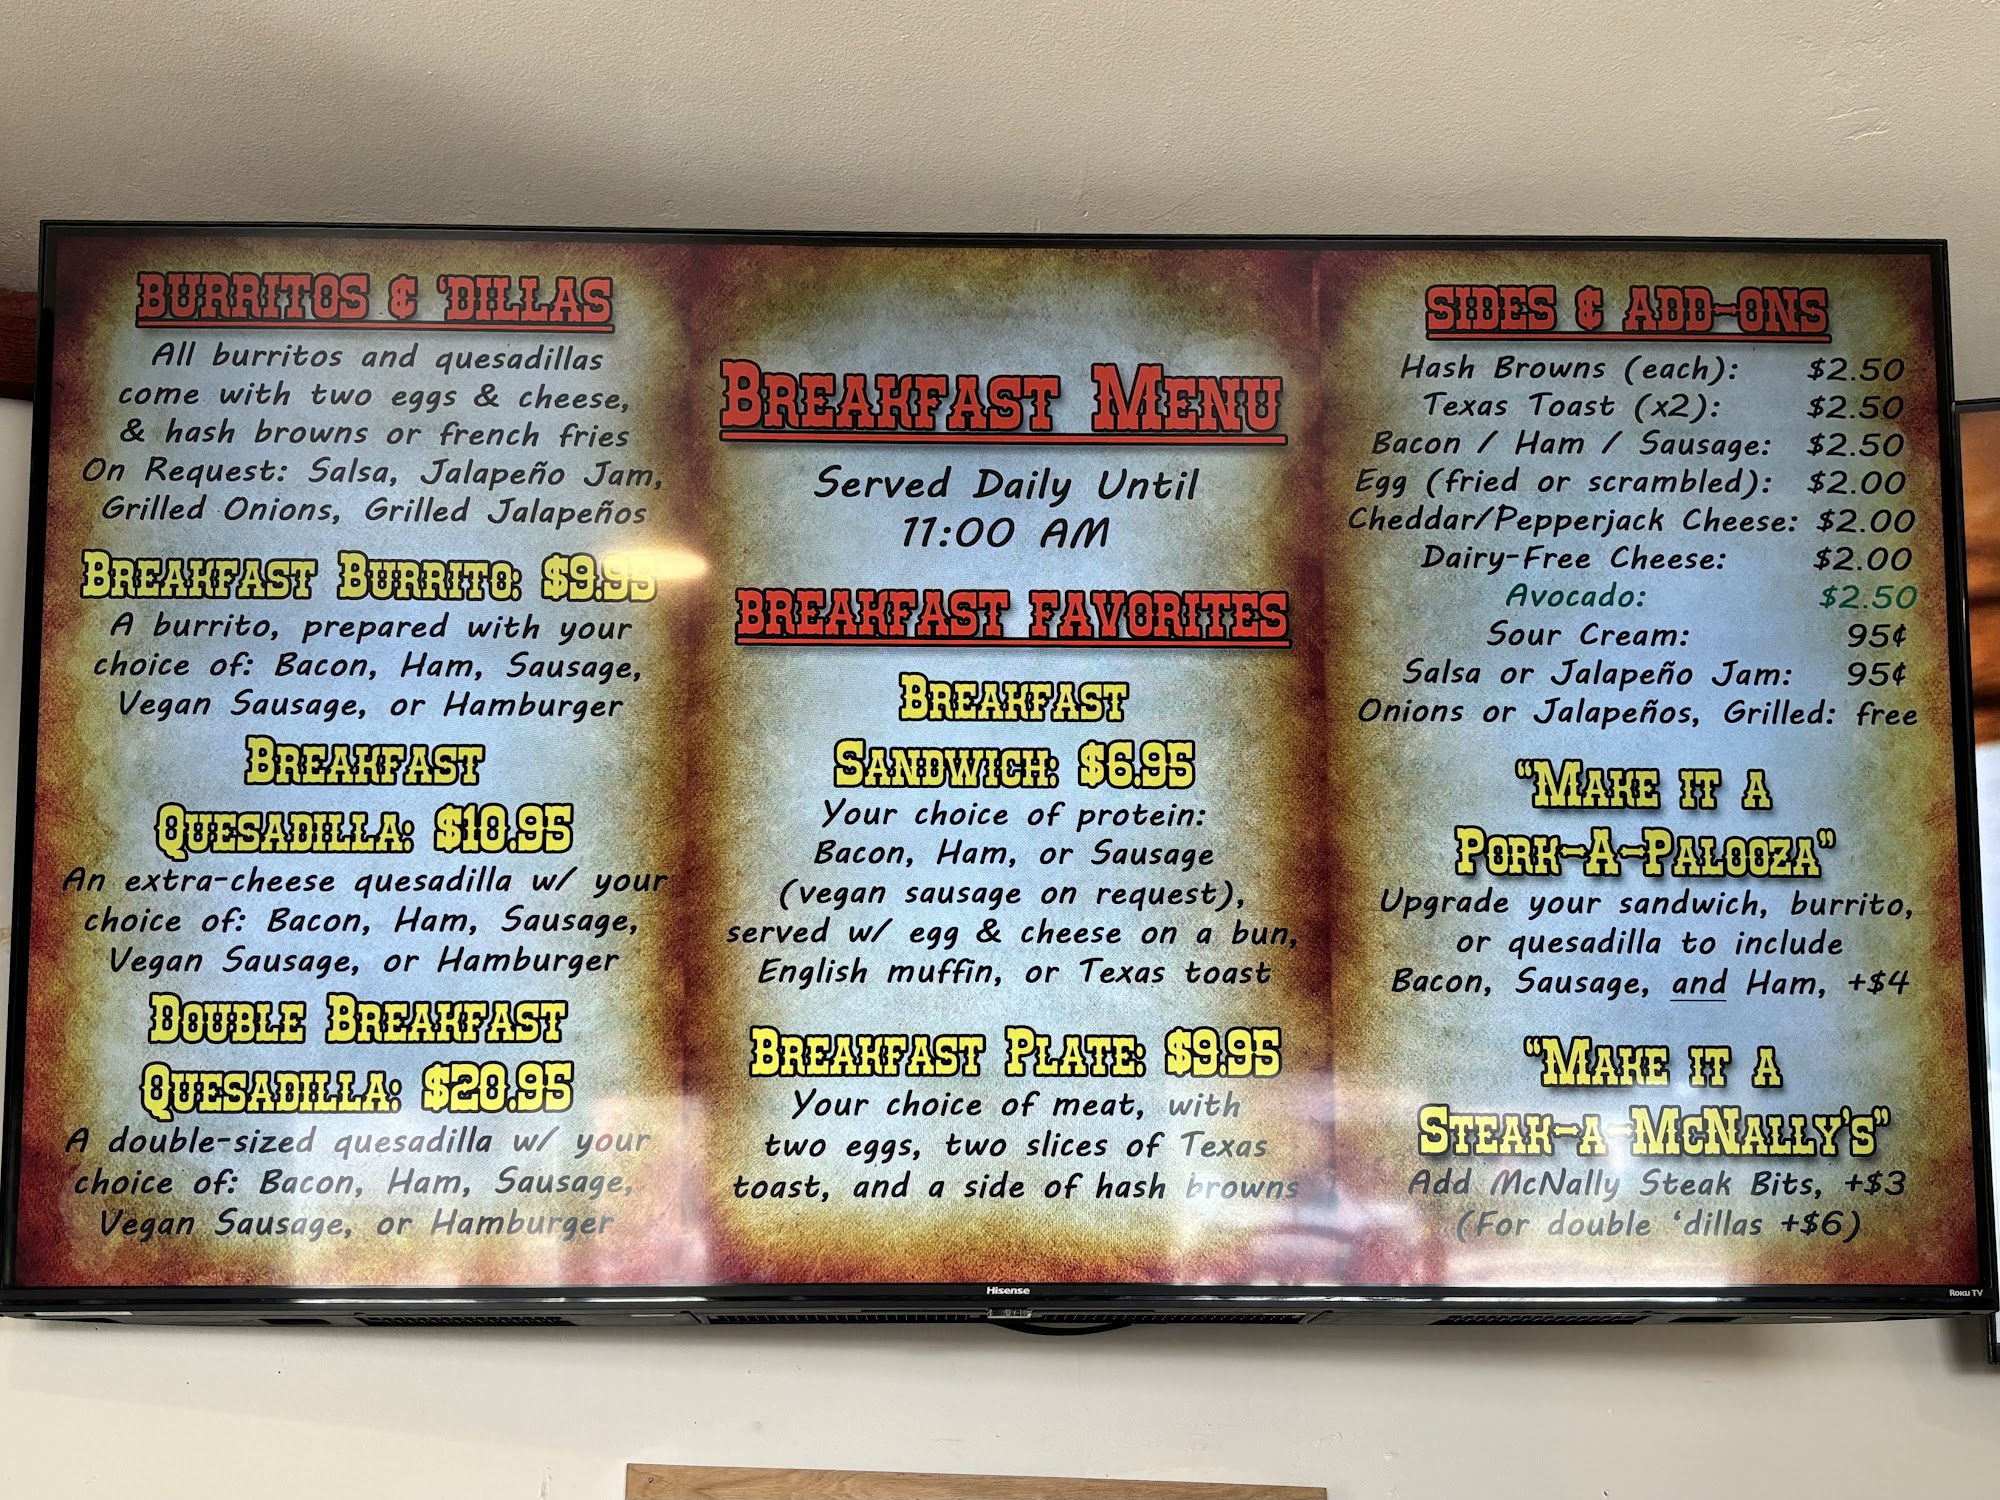 BURRITOS & 'DILLAS
All burritos and quesadillas
come with two eggs & cheese,
& hash browns or french fries
On Request: Salsa, Jalapeño Jam,
Grilled Onions, Grilled Jalapeños
BREAKFAST BURRITO: $9.95
A burrito, prepared with your
choice of: Bacon, Ham, Sausage,
Vegan Sausage, or Hamburger
BREAKFAST
QUESADILLA: $10.95
An extra-cheese quesadilla w/ your
choice of: Bacon, Ham, Sausage,
Vegan Sausage, or Hamburger
DOUBLE BREAKFAST
QUESADILLA: $20.95
A double-sized quesadilla w/ your
choice of: Bacon, Ham, Sausage,
Vegan Sausage, or Hamburger
BREAKFAST MENU
Served Daily Until
11:00 AM
BREAKFAST FAVORITES
BREAKFAST
SANDWICH: $6.95
Your choice of protein:
Bacon, Ham, or Sausage
(vegan sausage on request),
served w/ egg & cheese on a bun,
English muffin, or Texas toast
BREAKFAST PLATE: $9.95
Your choice of meat, with
two eggs, two slices of Texas
toast, and a side of hash browns
SIDES & ADD-ONS
Hash Browns (each): $2.50
Texas Toast (x2): $2.50
Bacon / Ham / Sausage: $2.50
Egg (fried or scrambled): $2.00
Cheddar/Pepperjack Cheese: $2.00
Dairy-Free Cheese: $2.00
Avocado: $2.50
Sour Cream: 95¢
Salsa or Jalapeño Jam: 95¢
Onions or Jalapeños, Grilled: free
"MAKE IT A
PORK-A-PALOOZA"
Upgrade your sandwich, burrito,
or quesadilla to include
Bacon, Sausage, and Ham, +$4
"MAKE IT A
STEAK-A-MCNALLY'S"
Add McNally Steak Bits, +$3
(For double 'dillas +$6)
Hisense
Roku TV